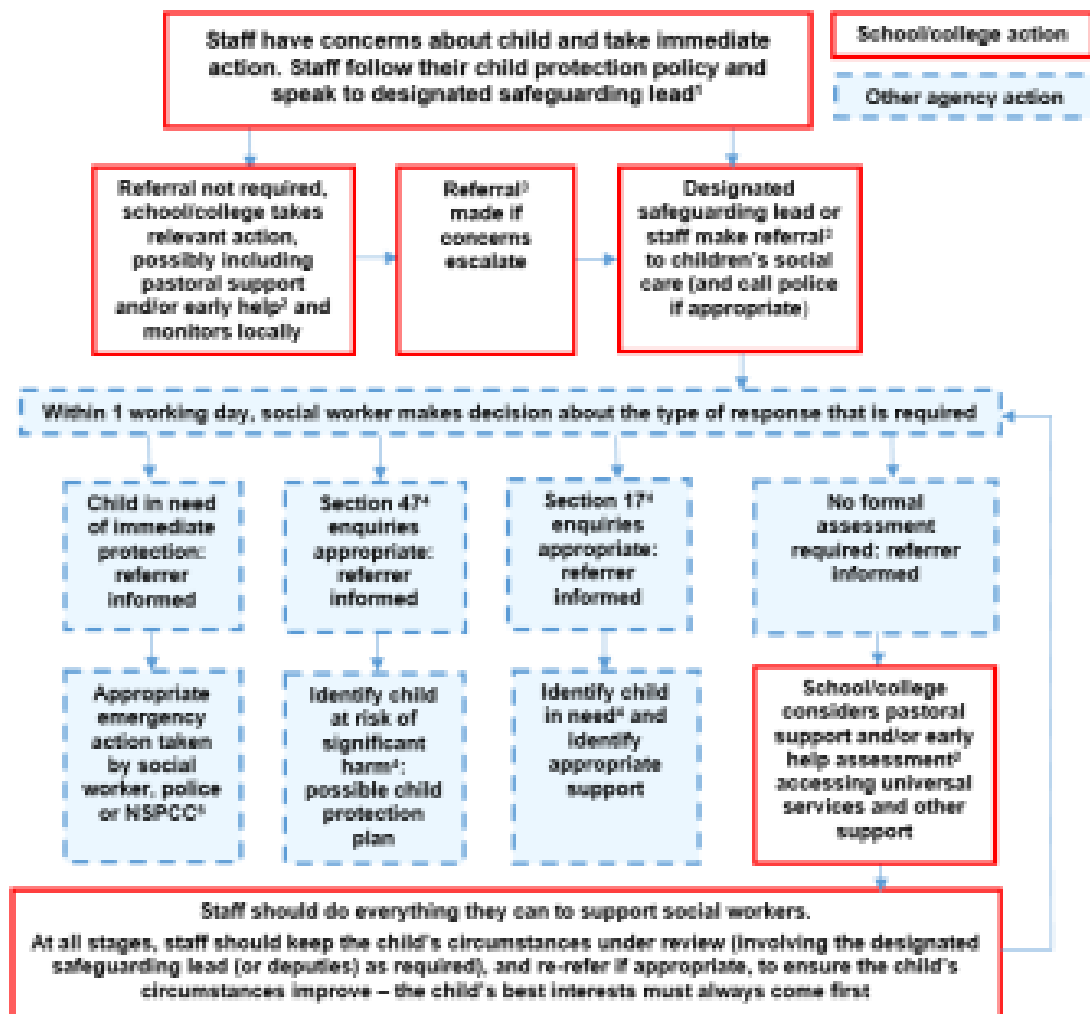 Staff have concerns about child and take immediate
action. Staff follow their child protection policy and
speak to designated safeguarding lead¹
School/college action
Other agency action
Referral not required,
school/college takes
relevant action,
possibly including
pastoral support
and/or early help² and
monitors locally
Referral³
made if
concerns
escalate
Designated
safeguarding lead or
staff make referral³
to children's social
care (and call police
if appropriate)
Within 1 working day, social worker makes decision about the type of response that is required
Child in need
of immediate
protection:
referrer
informed
Section 47⁴
enquiries
appropriate:
referrer
informed
Section 17⁴
enquiries
appropriate:
referrer
informed
No formal
assessment
required: referrer
informed
Appropriate
emergency
action taken
by social
worker, police
or NSPCC⁵
Identify child
at risk of
significant
harm⁴:
possible child
protection
plan
Identify child
in need⁴ and
identify
appropriate
support
School/college
considers pastoral
support and/or early
help assessment²
accessing universal
services and other
support
Staff should do everything they can to support social workers.
At all stages, staff should keep the child's circumstances under review (involving the designated
safeguarding lead (or deputies) as required), and re-refer if appropriate, to ensure the child's
circumstances improve – the child's best interests must always come first